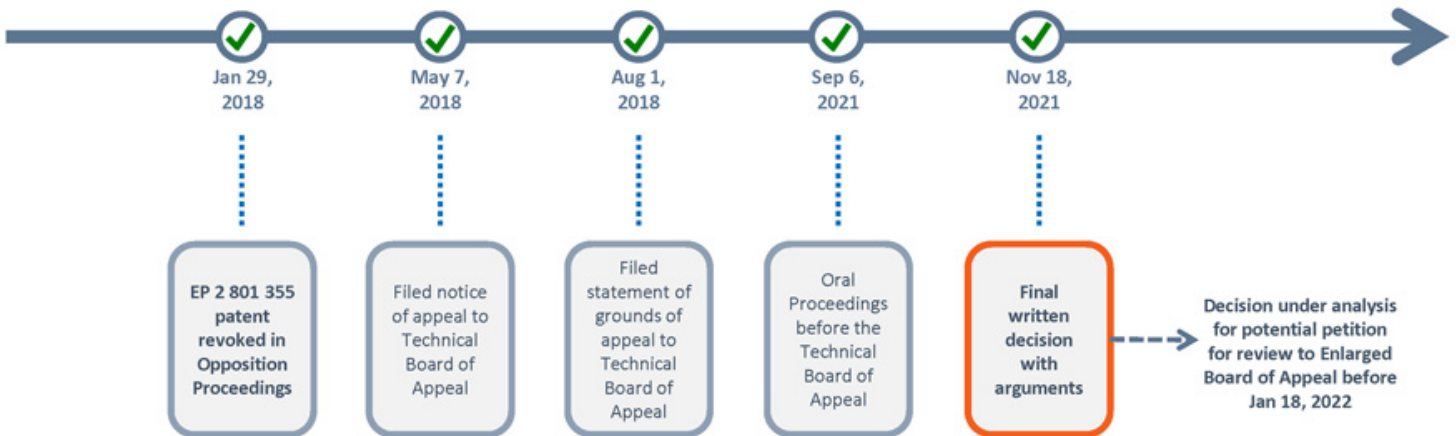 Jan 29,
2018
May 7,
2018
Aug 1,
2018
Sep 6,
2021
Nov 18,
2021
EP 2 801 355
patent
revoked in
Opposition
Proceedings
Filed notice
of appeal to
Technical
Board of
Appeal
Filed
statement of
grounds of
appeal to
Technical
Board of
Appeal
Oral
Proceedings
before the
Technical
Board of
Appeal
Final
written
decision
with
arguments
Decision under analysis
for potential petition
for review to Enlarged
Board of Appeal before
Jan 18, 2022